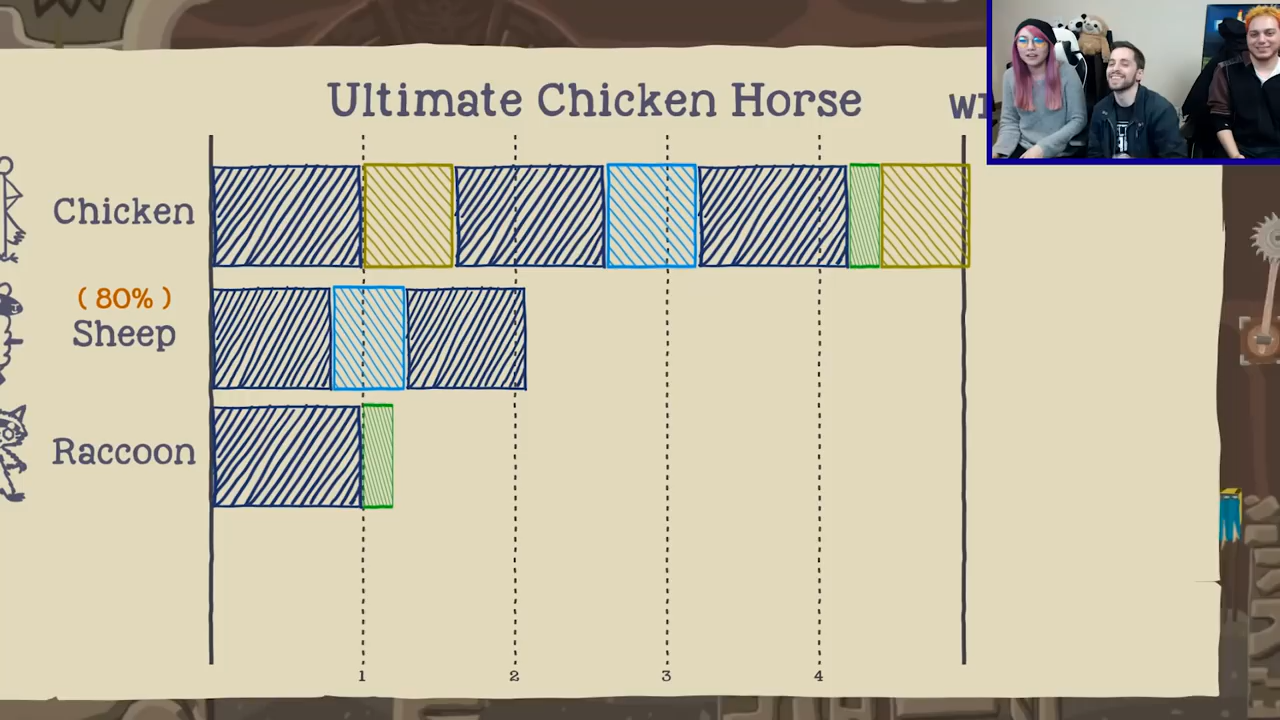 Ultimate Chicken Horse
Chicken
( 80% )
Sheep
Raccoon
1 2 3 4